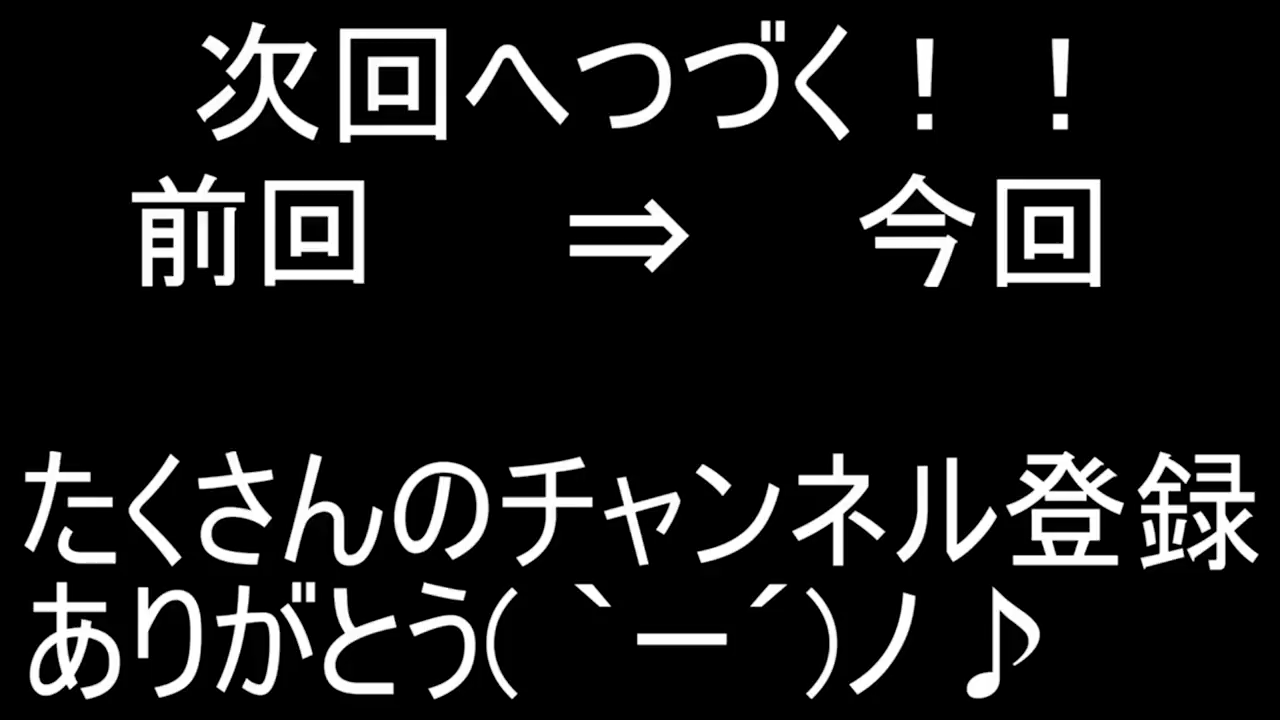 次回へつづく！！
前回　⇒　今回
たくさんのチャンネル登録
ありがとう( ｀ー´)ノ♪